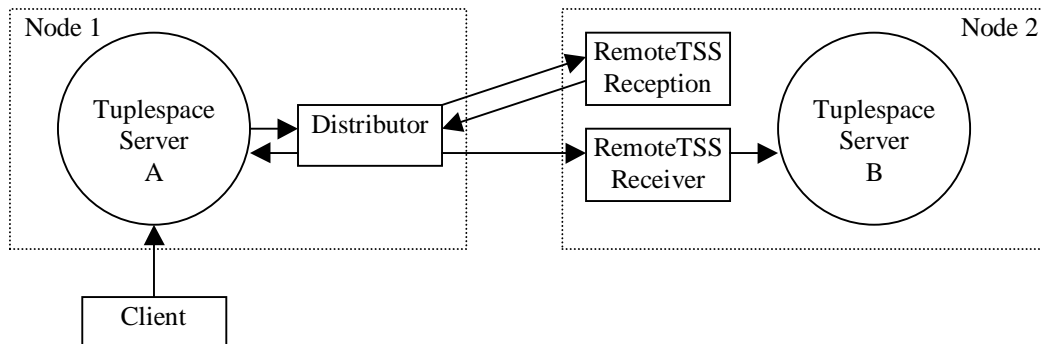 Node 1
Node 2
Tuplespace
Server
A
Distributor
RemoteTSS
Reception
RemoteTSS
Receiver
Tuplespace
Server
B
Client